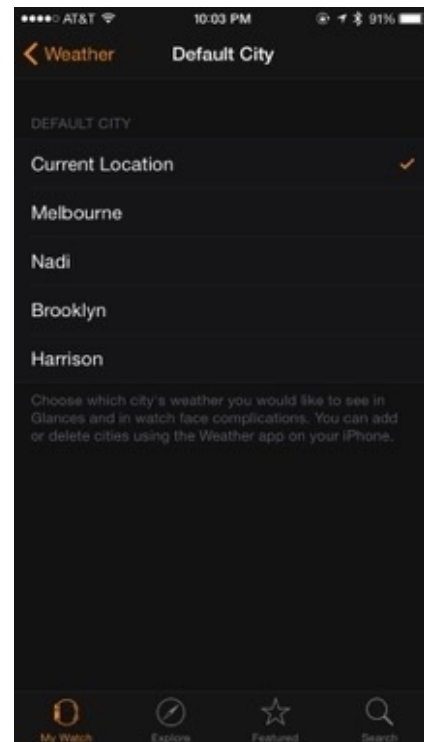 AT&T 10:03 PM 91%
Weather Default City
DEFAULT CITY
Current Location
Melbourne
Nadi
Brooklyn
Harrison
Choose which city's weather you would like to see in
Glances and in watch face complications. You can add
or delete cities using the Weather app on your iPhone.
My Watch Explore Featured Search